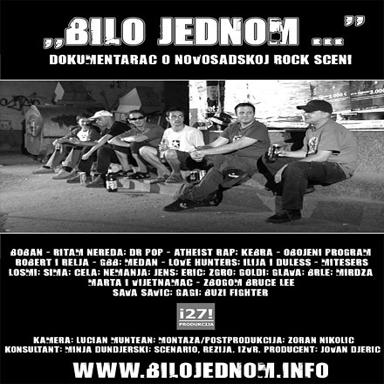 „BILO JEDNOM ...”
DOKUMENTARAC O NOVOSADSKOJ ROCK SCENI
BOBAN - RITAM NEREDA; DR POP - ATHEIST RAP; KEBRA - OBOJENI PROGRAM
ROBERT I RELJA - GBB; MEDAN - LOVE HUNTERS; ILIJA I DULESS - MITESERS
LOSMI; SIMA; CELA; NEMANJA; JENS; ERIC; ZGRO; GOLDI; GLAVA; BRLE; MIRDZA
MARTA I VIJETNAMAC - ZBOGOM BRUCE LEE
SAVA SAVIC; GAGI; BUZI FIGHTER
i27!
PRODUKCIJA
KAMERA: LUCIAN MUNTEAN; MONTAZA/POSTPRODUKCIJA: ZORAN NIKOLIC
KONSULTANT: MINJA DUNDJERSKI; SCENARIO, REZIJA, IZVR. PRODUCENT: JOVAN DJERIC
WWW.BILOJEDNOM.INFO